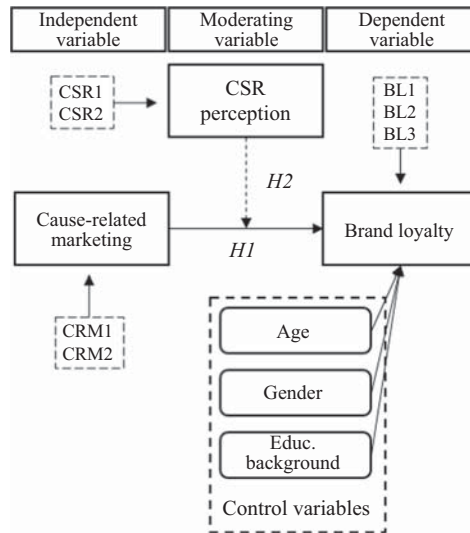 Independent variable
Moderating variable
Dependent variable
CSR1
CSR2
CSR
perception
BL1
BL2
BL3
H2
Cause-related
marketing
H1
Brand loyalty
CRM1
CRM2
Age
Gender
Educ.
background
Control variables